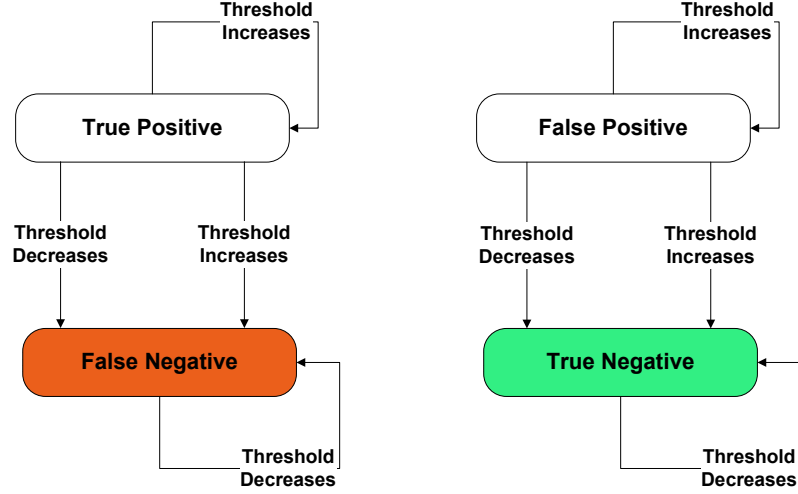 Threshold
Increases
True Positive
Threshold
Decreases
Threshold
Increases
False Negative
Threshold
Decreases
Threshold
Increases
False Positive
Threshold
Decreases
Threshold
Increases
True Negative
Threshold
Decreases